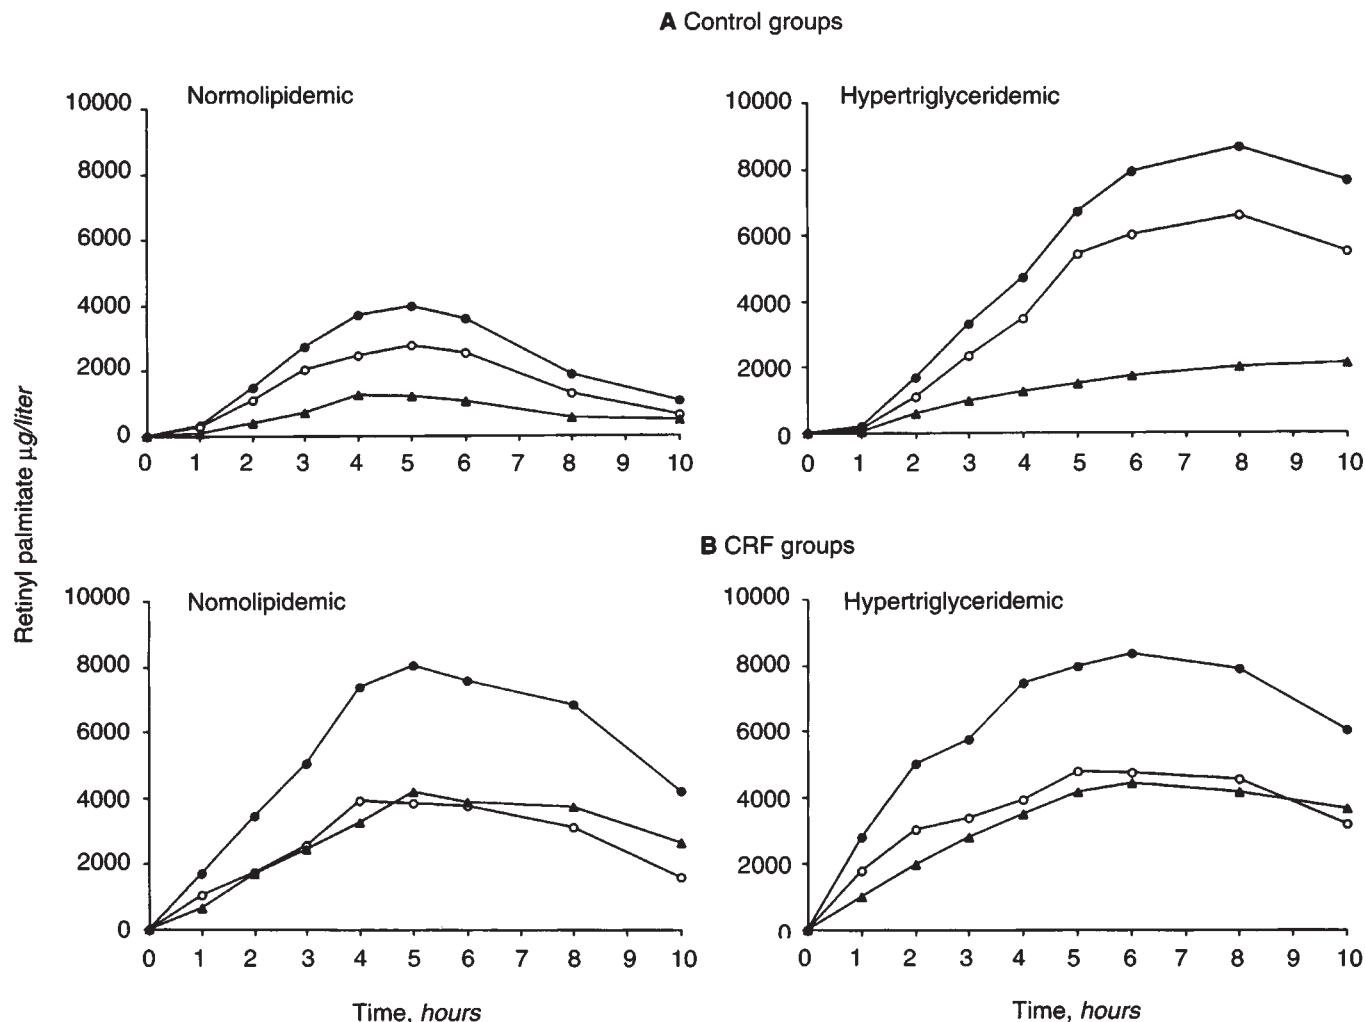 A Control groups
Normolipidemic
10000
8000
6000
4000
2000
0
0 1 2 3 4 5 6 7 8 9 10
Hypertriglyceridemic
10000
8000
6000
4000
2000
0
0 1 2 3 4 5 6 7 8 9 10
Retinyl palmitate µg/liter
B CRF groups
Nomolipidemic
10000
8000
6000
4000
2000
0
0 1 2 3 4 5 6 7 8 9 10
Time, hours
Hypertriglyceridemic
10000
8000
6000
4000
2000
0
0 1 2 3 4 5 6 7 8 9 10
Time, hours